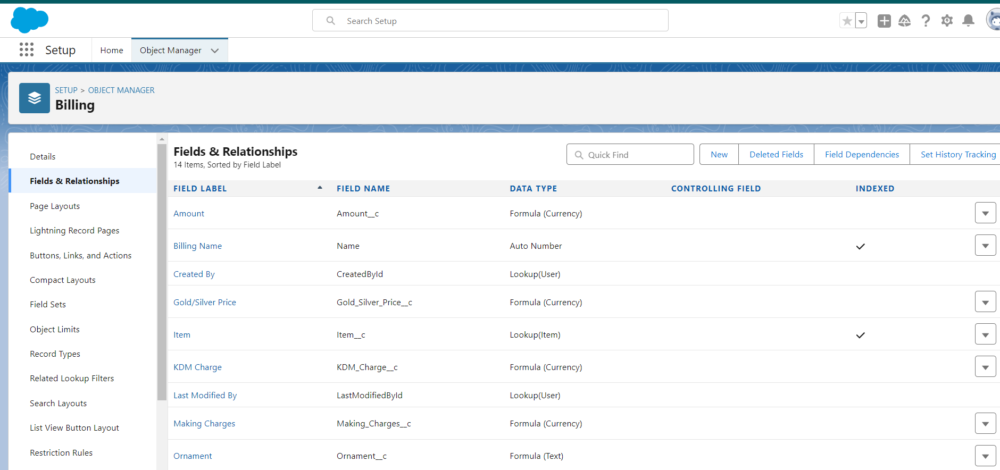 Search Setup
Setup
Home
Object Manager
SETUP > OBJECT MANAGER
Billing
Details
Fields & Relationships
Page Layouts
Lightning Record Pages
Buttons, Links, and Actions
Compact Layouts
Field Sets
Object Limits
Record Types
Related Lookup Filters
Search Layouts
List View Button Layout
Restriction Rules
Fields & Relationships
14 Items, Sorted by Field Label
Quick Find
New
Deleted Fields
Field Dependencies
Set History Tracking
FIELD LABEL FIELD NAME DATA TYPE CONTROLLING FIELD INDEXED
Amount Amount__c Formula (Currency)
Billing Name Name Auto Number
Created By CreatedById Lookup(User)
Gold/Silver Price Gold_Silver_Price__c Formula (Currency)
Item Item__c Lookup(Item)
KDM Charge KDM_Charge__c Formula (Currency)
Last Modified By LastModifiedById Lookup(User)
Making Charges Making_Charges__c Formula (Currency)
Ornament Ornament__c Formula (Text)